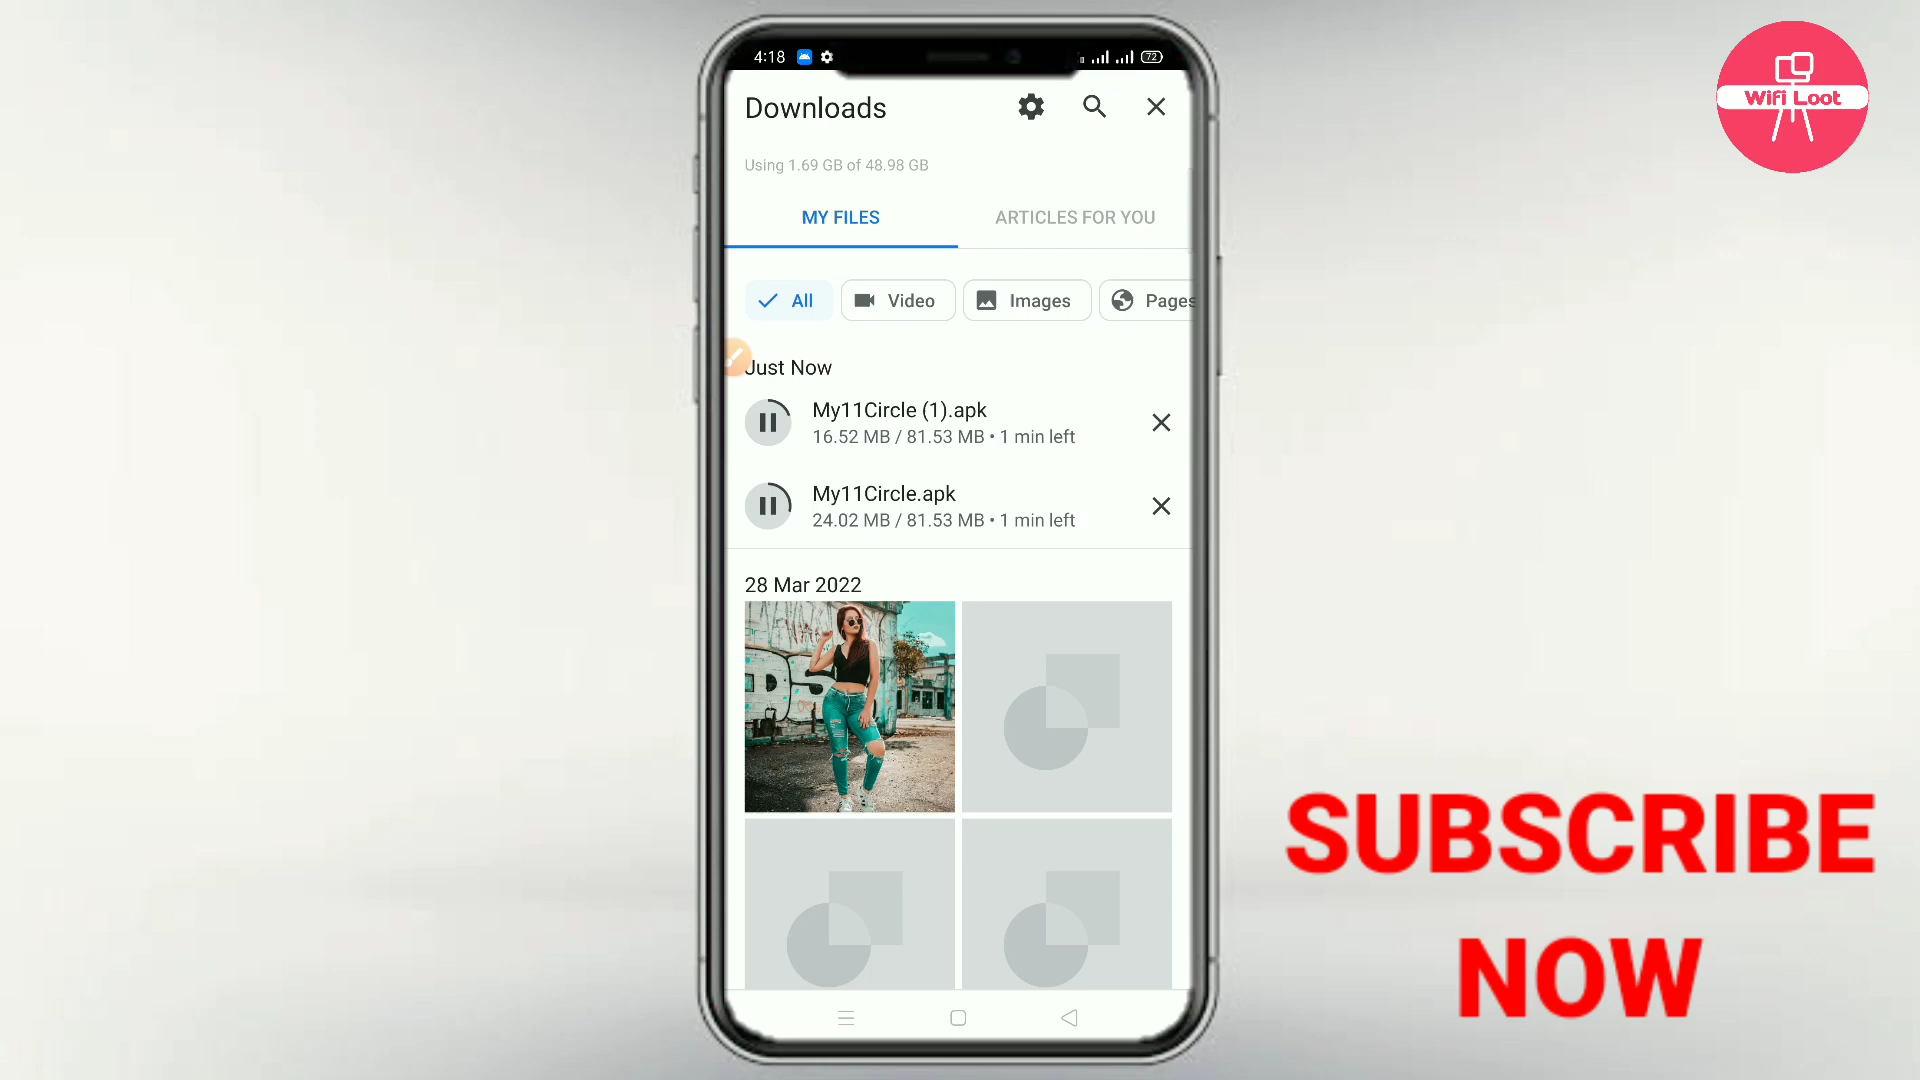 4:18
72
Downloads
Using 1.69 GB of 48.98 GB
MY FILES
ARTICLES FOR YOU
All
Video
Images
Pages
Just Now
My11Circle (1).apk
16.52 MB / 81.53 MB • 1 min left
My11Circle.apk
24.02 MB / 81.53 MB • 1 min left
28 Mar 2022
Wifi Loot
SUBSCRIBE
NOW